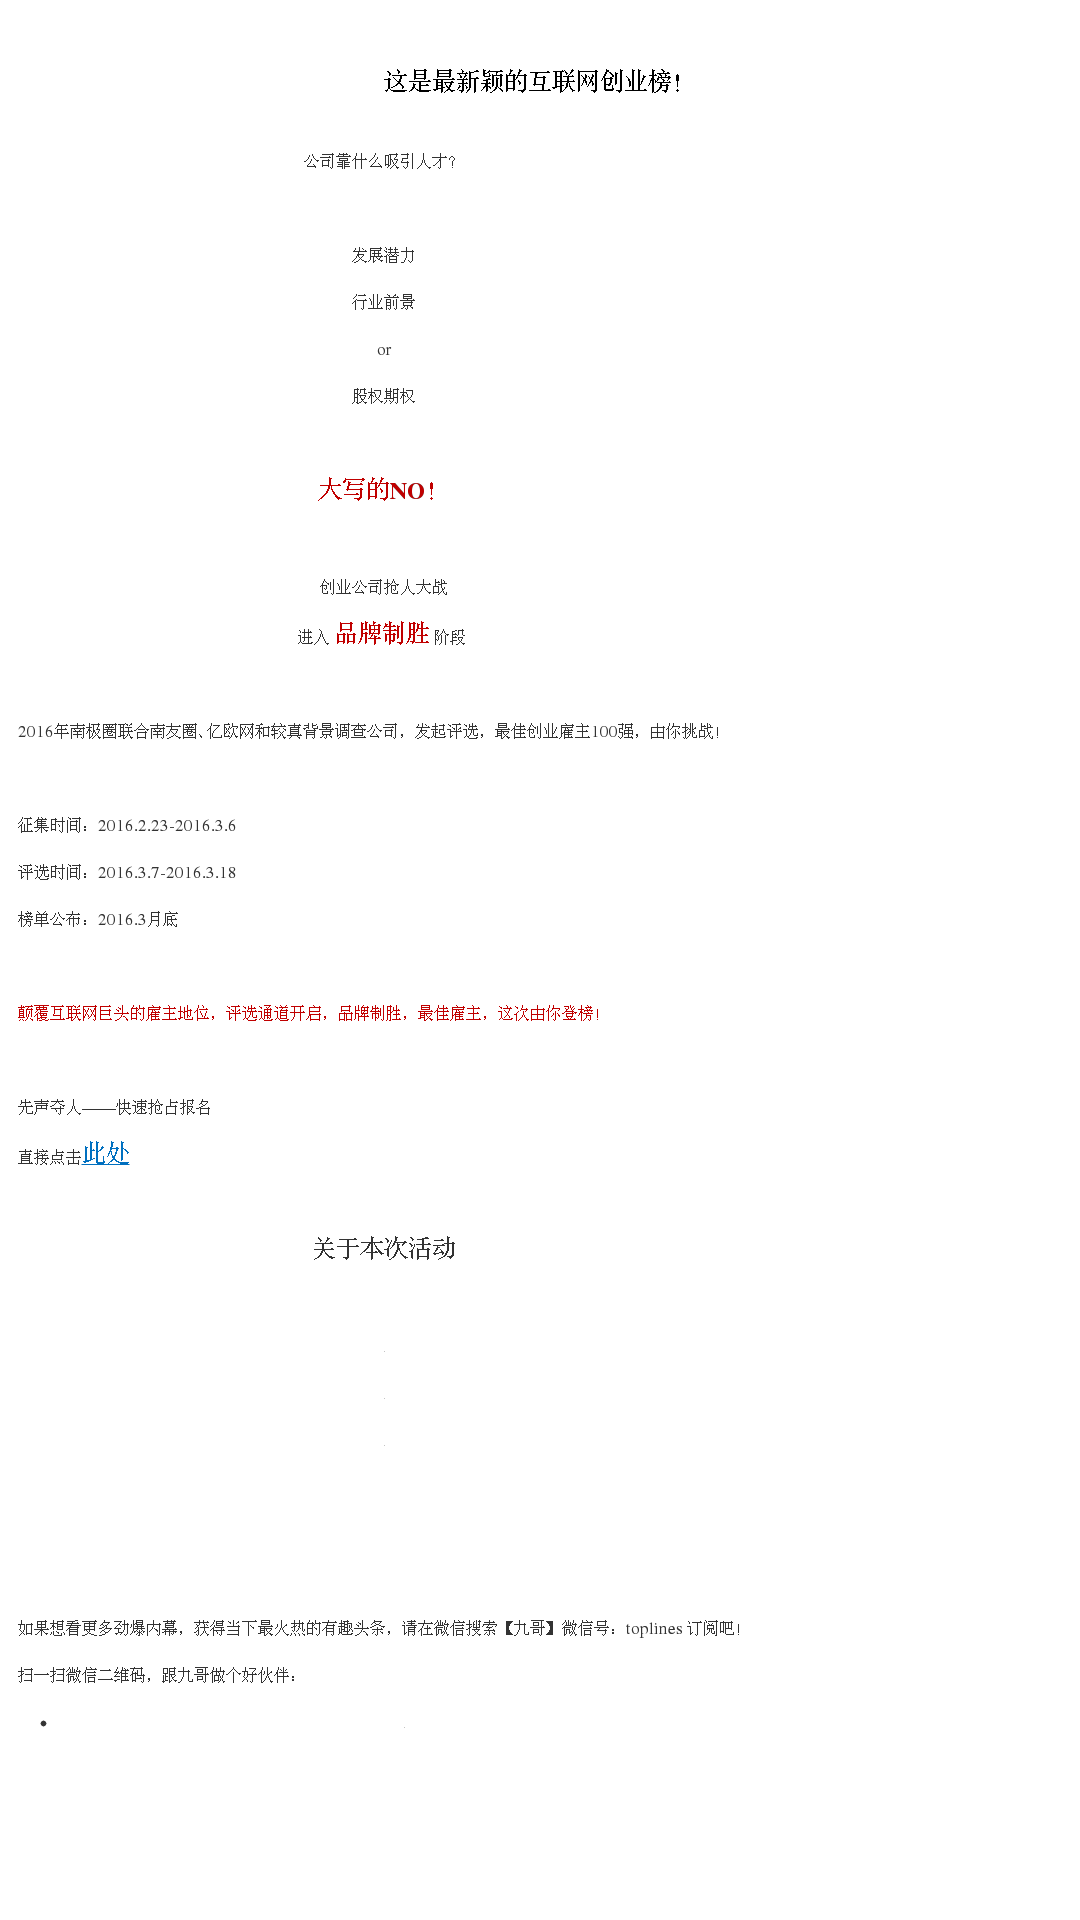 这是最新颖的互联网创业榜！
公司靠什么吸引人才？
发展潜力
行业前景
or
股权期权
大写的NO！
创业公司抢人大战
进入 品牌制胜 阶段
2016年南极圈联合南友圈、亿欧网和较真背景调查公司，发起评选，最佳创业雇主100强，由你挑战！
征集时间：2016.2.23-2016.3.6
评选时间：2016.3.7-2016.3.18
榜单公布：2016.3月底
颠覆互联网巨头的雇主地位，评选通道开启，品牌制胜，最佳雇主，这次由你登榜！
先声夺人——快速抢占报名
直接点击此处
关于本次活动
如果想看更多劲爆内幕，获得当下最火热的有趣头条，请在微信搜索【九哥】微信号：toplines 订阅吧！
扫一扫微信二维码，跟九哥做个好伙伴：